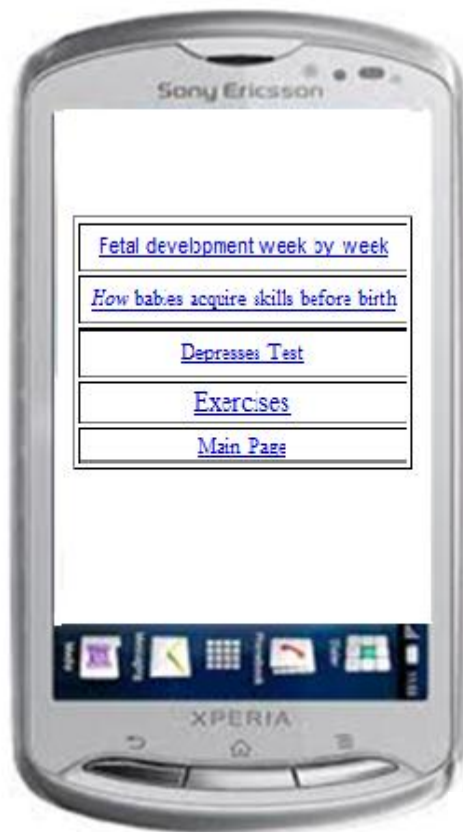 Sony Ericsson
Fetal development week by week
How babies acquire skills before birth
Depresses Test
Exercises
Main Page
XPERIA